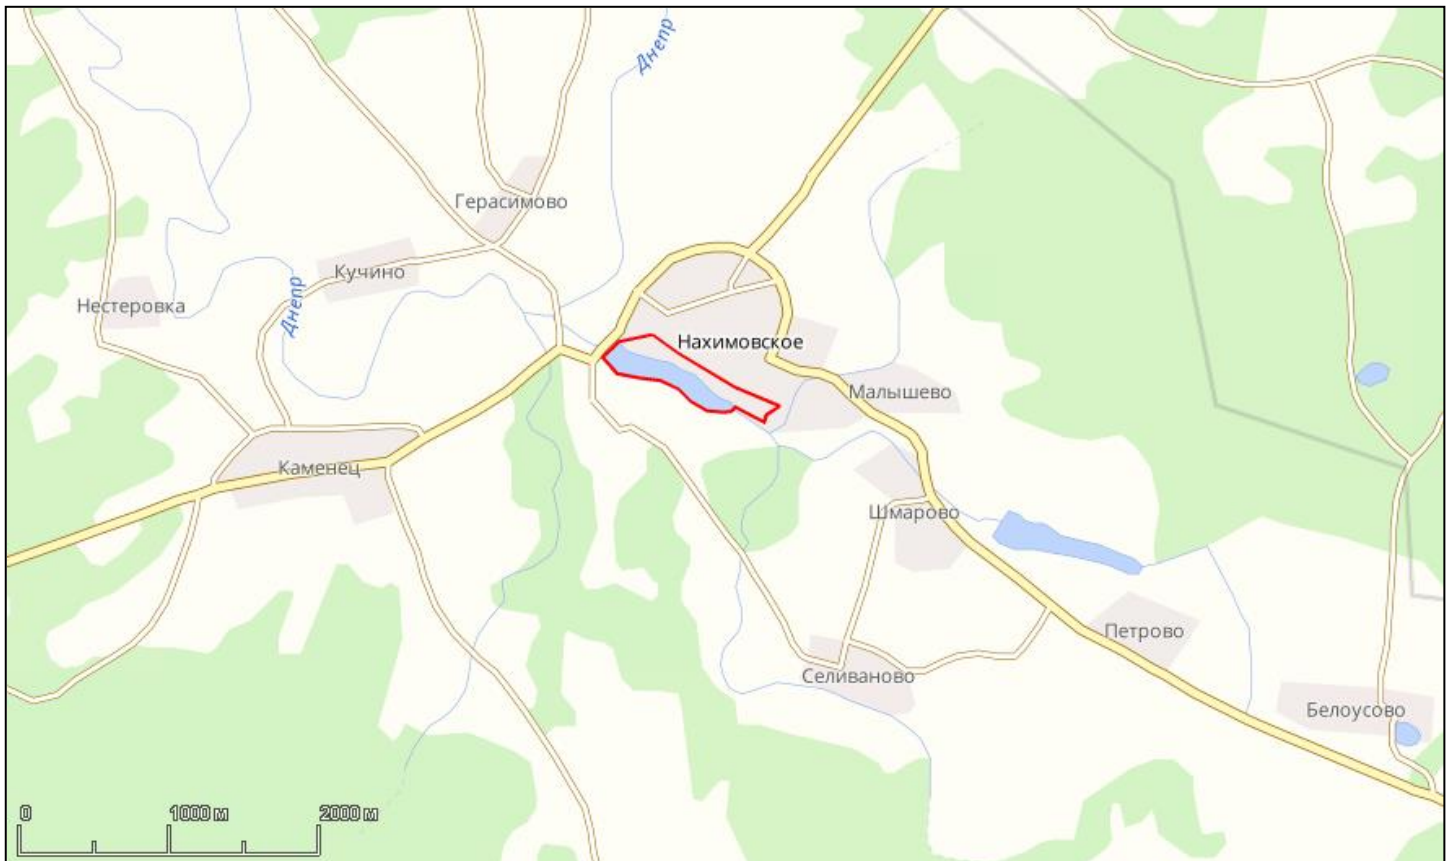 Днепр
Герасимово
Кучино
Днепр
Нестеровка
Нахимовское
Малышево
Каменец
Шмарово
Петрово
Селиваново
Белоусово
0 1000 м 2000 м